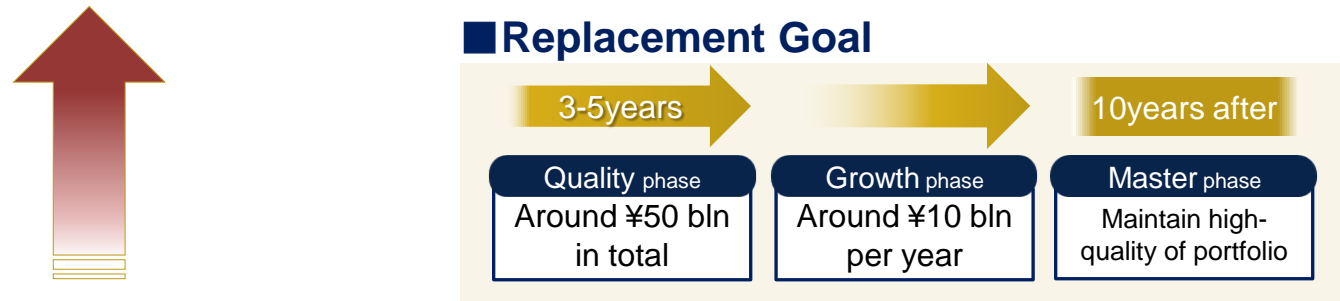 ■Replacement Goal
3-5years
10years after
Quality phase
Around ¥50 bln
in total
Growth phase
Around ¥10 bln
per year
Master phase
Maintain high-
quality of portfolio